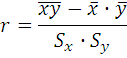 r = (x̅y̅ − x̄ · ȳ) / (Sₓ · Sᵧ)